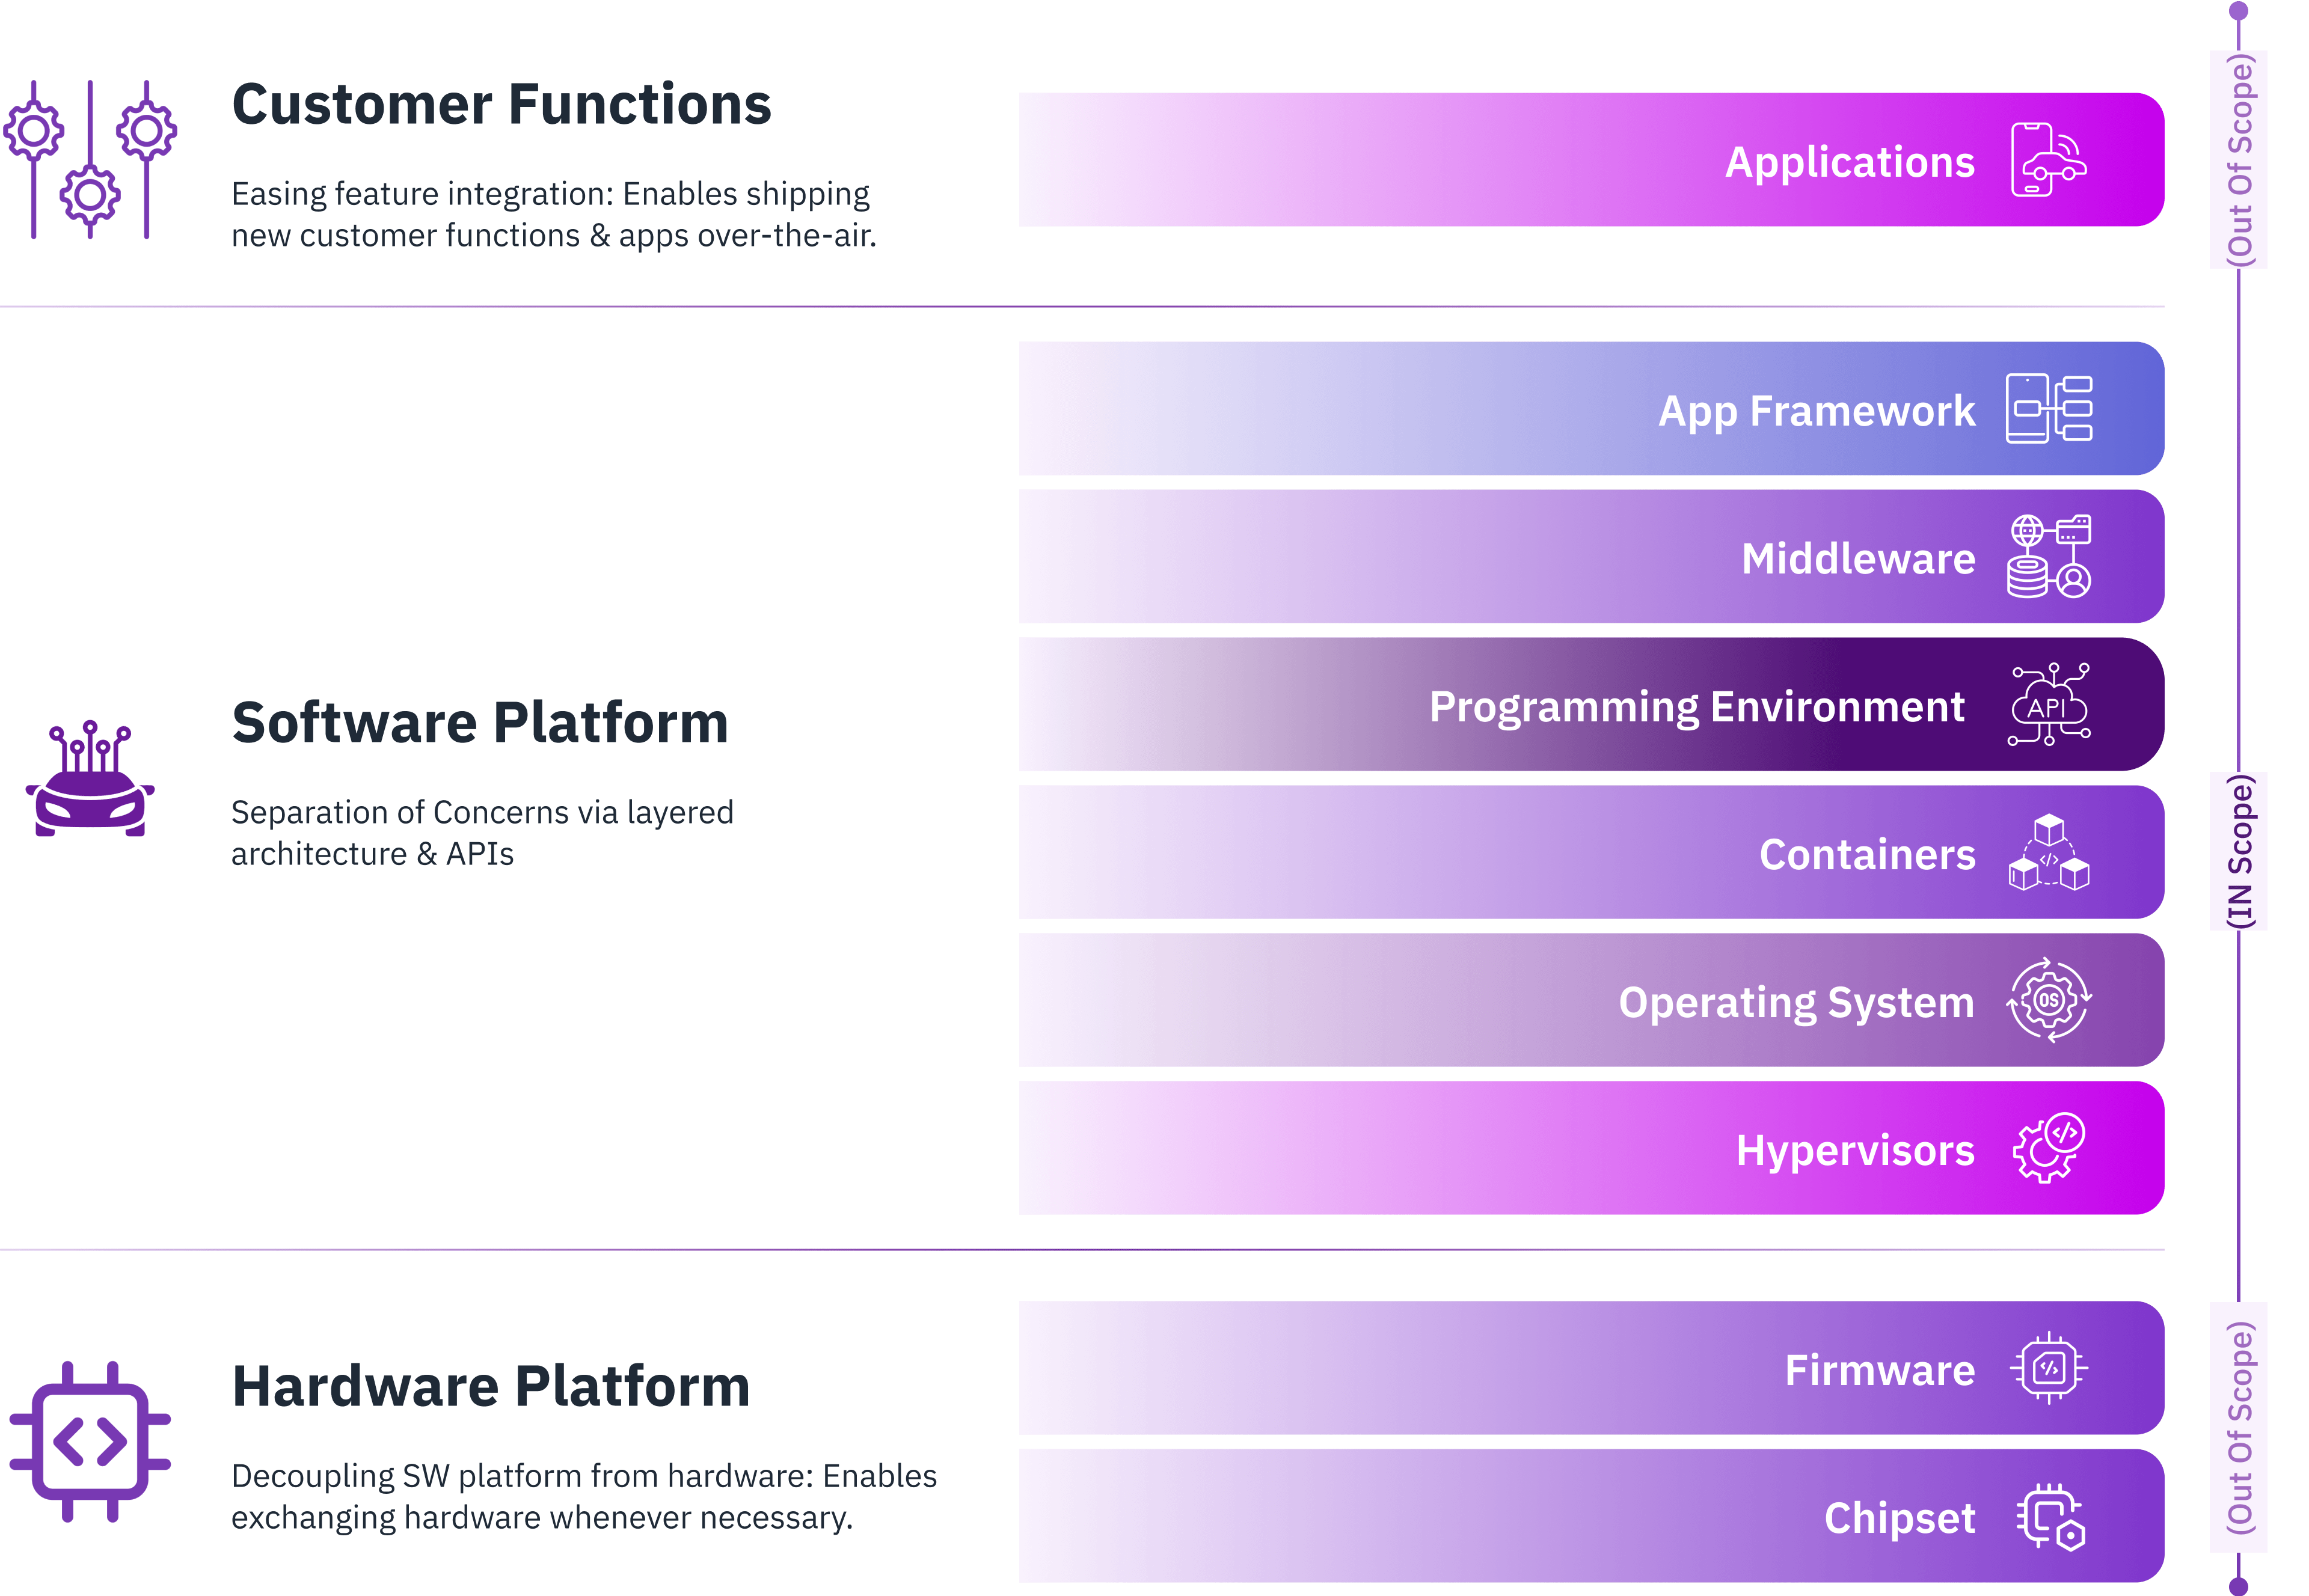 Customer Functions
Easing feature integration: Enables shipping
new customer functions & apps over-the-air.
Applications
(Out Of Scope)
Software Platform
Separation of Concerns via layered
architecture & APIs
App Framework
Middleware
Programming Environment
API
Containers
</>
Operating System
OS
Hypervisors
</>
(IN Scope)
Hardware Platform
Decoupling SW platform from hardware: Enables
exchanging hardware whenever necessary.
Firmware
</>
Chipset
(Out Of Scope)